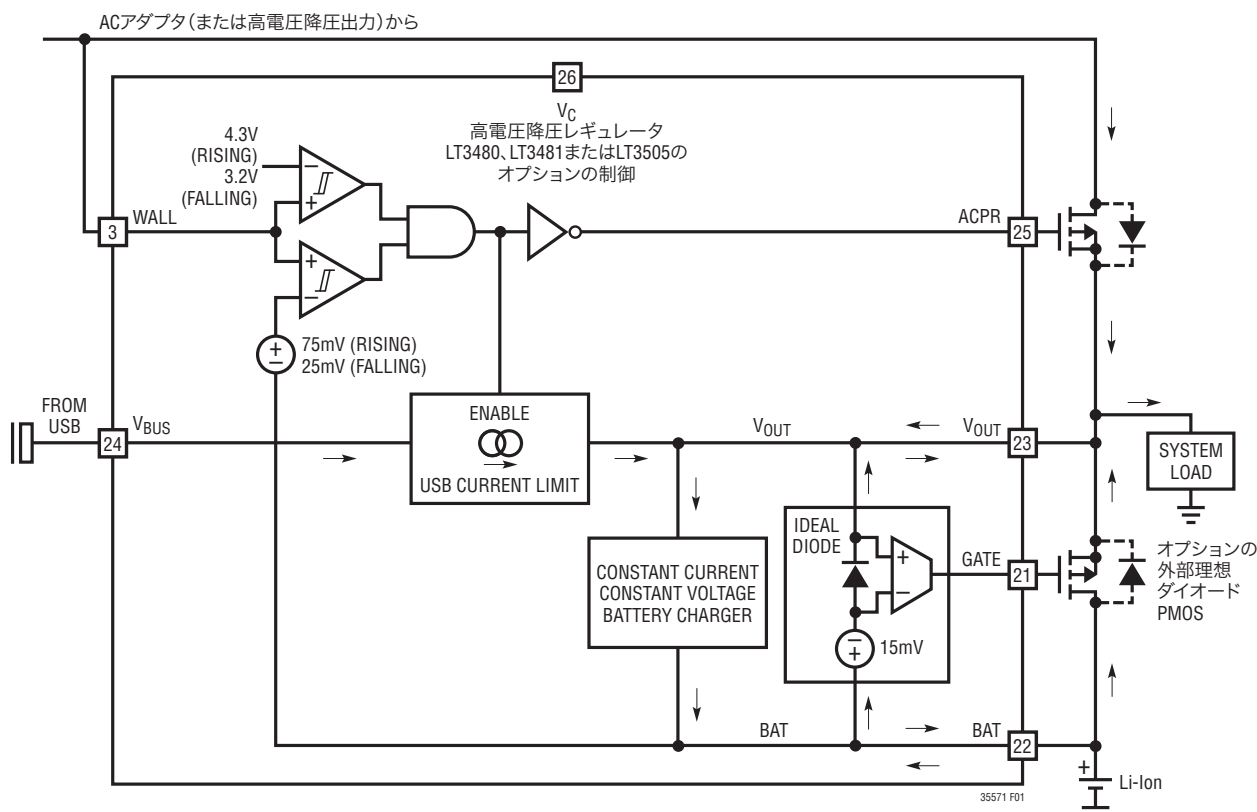 ACアダプタ(または高電圧降圧出力)から
26
VC
高電圧降圧レギュレータ
LT3480、LT3481またはLT3505の
オプションの制御
4.3V
(RISING)
3.2V
(FALLING)
–
+
3
WALL
ACPR
25
+
–
+
–
75mV (RISING)
25mV (FALLING)
FROM
USB
24
VBUS
ENABLE
USB CURRENT LIMIT
VOUT
VOUT
23
SYSTEM
LOAD
IDEAL
DIODE
+
–
GATE
21
オプションの
外部理想
ダイオード
PMOS
CONSTANT CURRENT
CONSTANT VOLTAGE
BATTERY CHARGER
–
+
15mV
BAT
BAT
22
+
Li-Ion
35571 F01